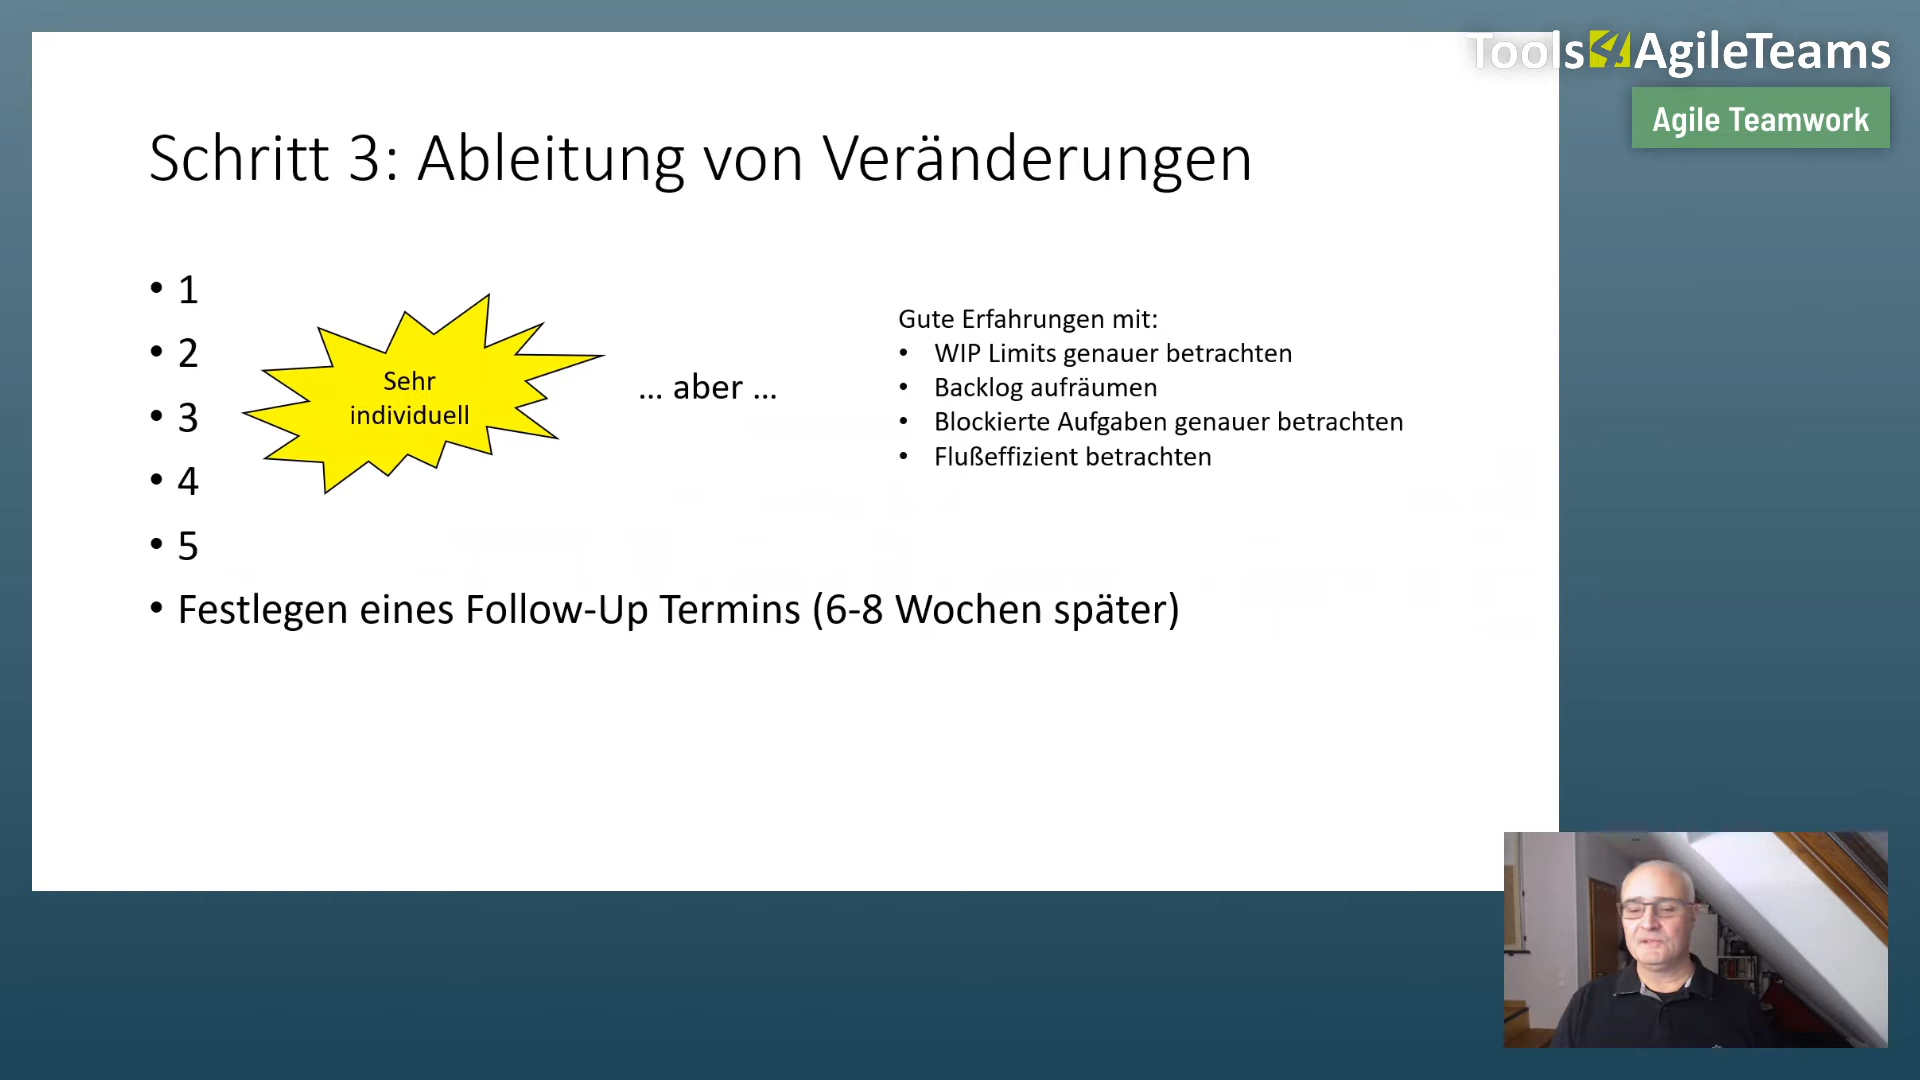 Tools4AgileTeams
Agile Teamwork
Schritt 3: Ableitung von Veränderungen
• 1
• 2
• 3
• 4
• 5
• Festlegen eines Follow-Up Termins (6-8 Wochen später)
Sehr
individuell
... aber ...
Gute Erfahrungen mit:
• WIP Limits genauer betrachten
• Backlog aufräumen
• Blockierte Aufgaben genauer betrachten
• Flußeffizient betrachten